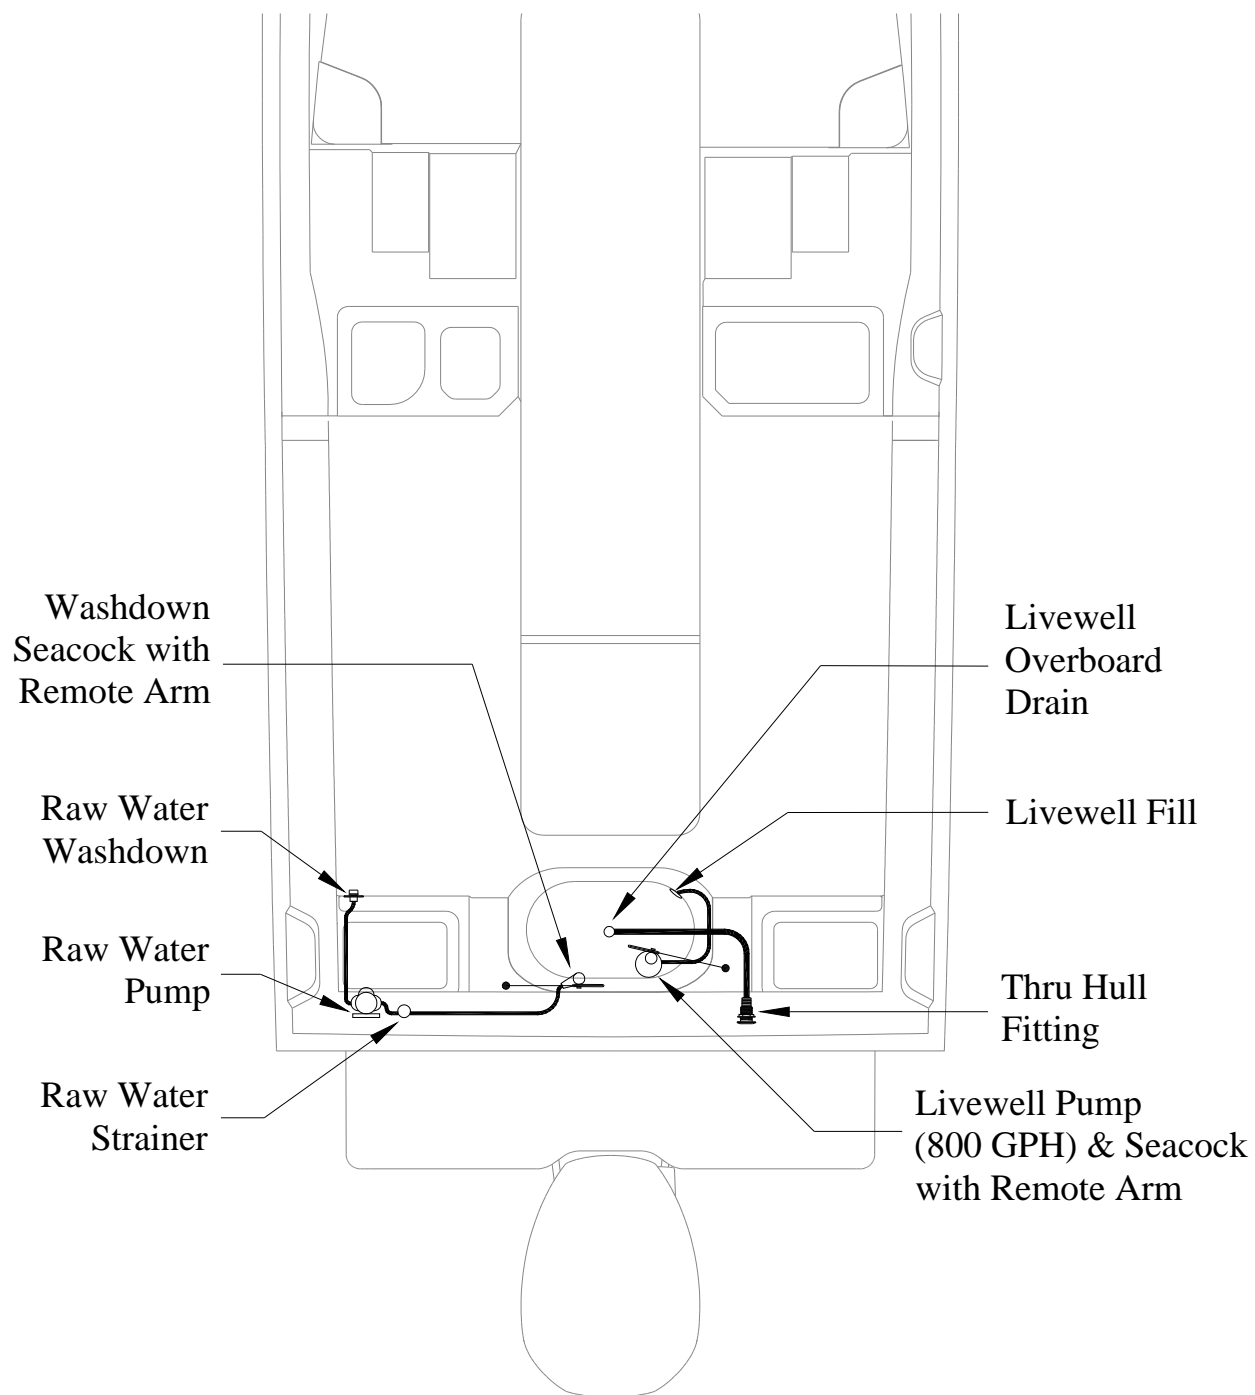 Washdown
Seacock with
Remote Arm
Raw Water
Washdown
Raw Water
Pump
Raw Water
Strainer
Livewell
Overboard
Drain
Livewell Fill
Thru Hull
Fitting
Livewell Pump
(800 GPH) & Seacock
with Remote Arm